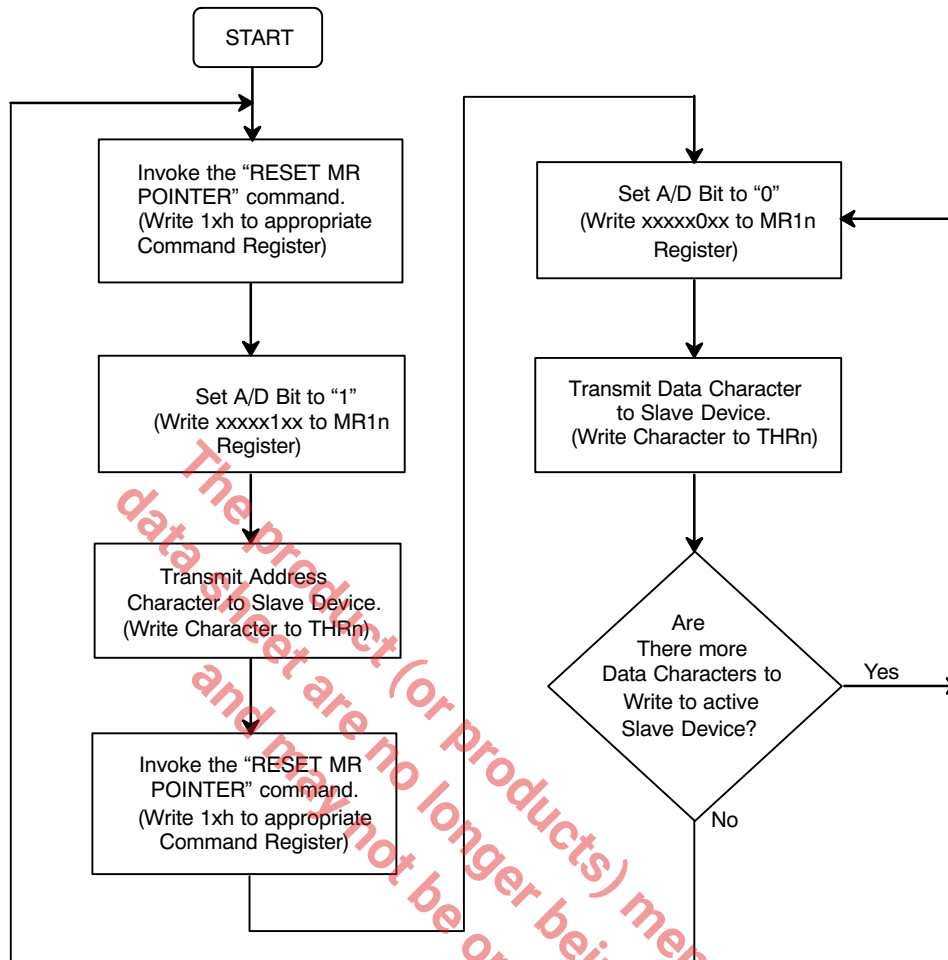 START
Invoke the “RESET MR
POINTER” command.
(Write 1xh to appropriate
Command Register)
Set A/D Bit to “1”
(Write xxxxx1xx to MR1n
Register)
Transmit Address
Character to Slave Device.
(Write Character to THRn)
Invoke the “RESET MR
POINTER” command.
(Write 1xh to appropriate
Command Register)
Set A/D Bit to “0”
(Write xxxxx0xx to MR1n
Register)
Transmit Data Character
to Slave Device.
(Write Character to THRn)
Are
There more
Data Characters to
Write to active
Slave Device?
Yes
No
The product (or products) men
data sheet are no longer bein
and may not be o